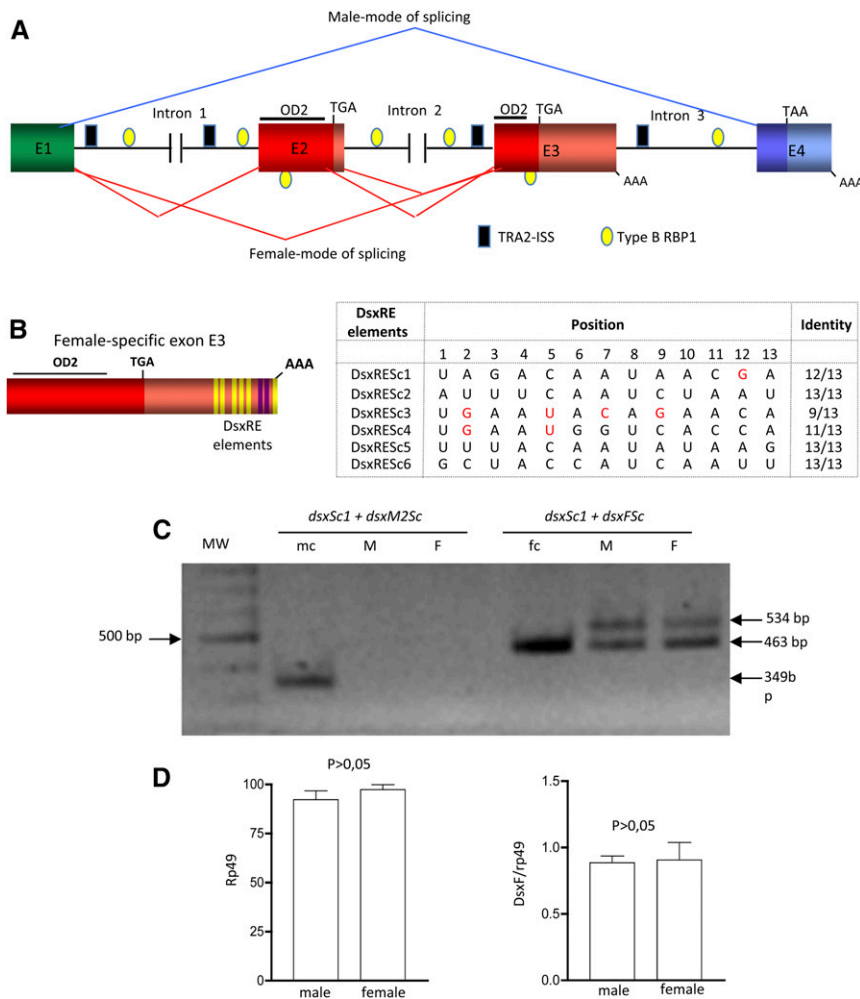 A
Male-mode of splicing
Intron 1
Intron 2
Intron 3
OD2
TGA
OD2
TGA
TAA
E1
E2
E3
E4
AAA
AAA
Female-mode of splicing
TRA2-ISS
Type B RBP1
B
Female-specific exon E3
OD2
TGA
AAA
DsxRE
elements
DsxRE
elements
Position
Identity
1 2 3 4 5 6 7 8 9 10 11 12 13
DsxRESc1 U A G A C A A U A A C G A 12/13
DsxRESc2 A U U U C A A U C U A A U 13/13
DsxRESc3 U G A A U A C A G A A C A 9/13
DsxRESc4 U G A A U G G U C A C C A 11/13
DsxRESc5 U U U A C A A U A U A A G 13/13
DsxRESc6 G C U A C C A U C A A U U 13/13
C
dsxSc1 + dsxM2Sc
dsxSc1 + dsxFSc
MW mc M F fc M F
500 bp
534 bp
463 bp
349b
p
D
P>0,05
Rp49
100
75
50
25
0
male female
P>0,05
DsxF/rp49
1.5
1.0
0.5
0.0
male female